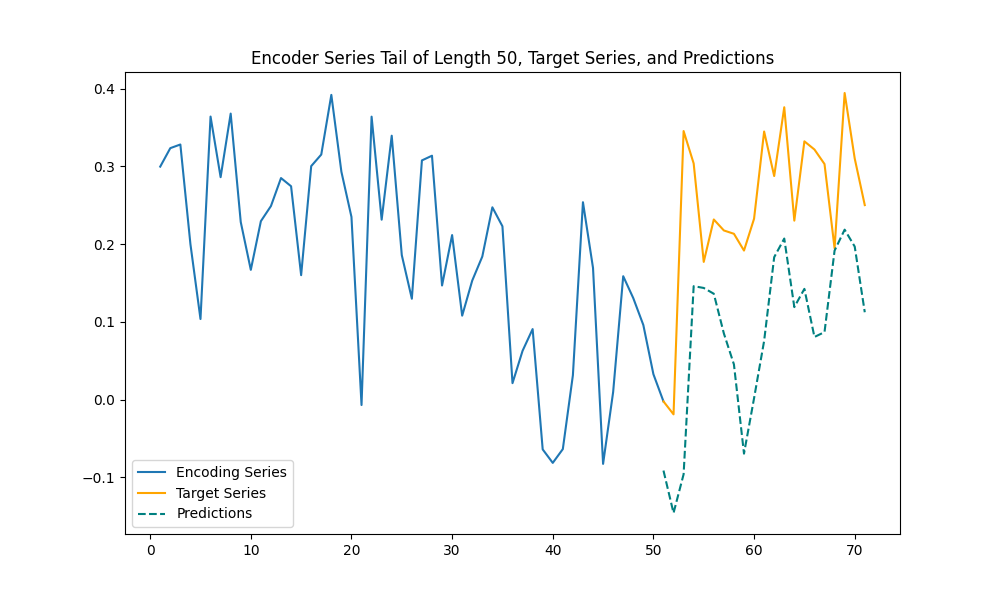 Encoder Series Tail of Length 50, Target Series, and Predictions
0.4
0.3
0.2
0.1
0.0
−0.1
Encoding Series
Target Series
Predictions
0 10 20 30 40 50 60 70